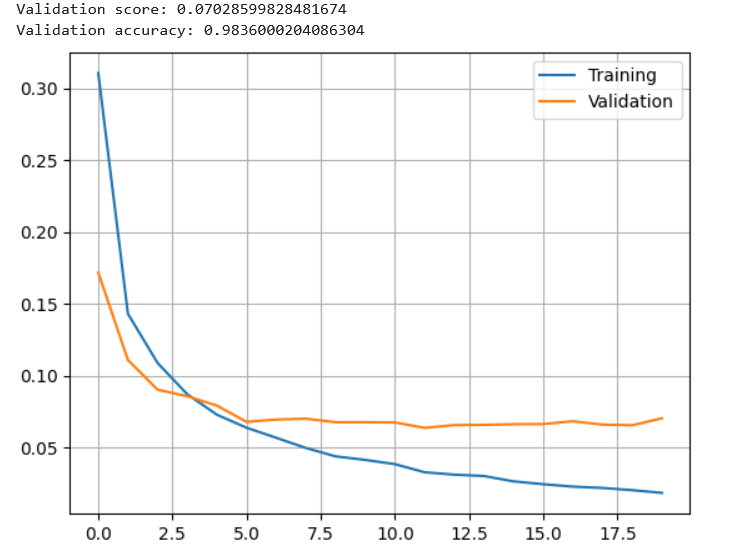 Validation score: 0.07028599828481674
Validation accuracy: 0.9836000204086304
Training
Validation
0.30
0.25
0.20
0.15
0.10
0.05
0.0 2.5 5.0 7.5 10.0 12.5 15.0 17.5